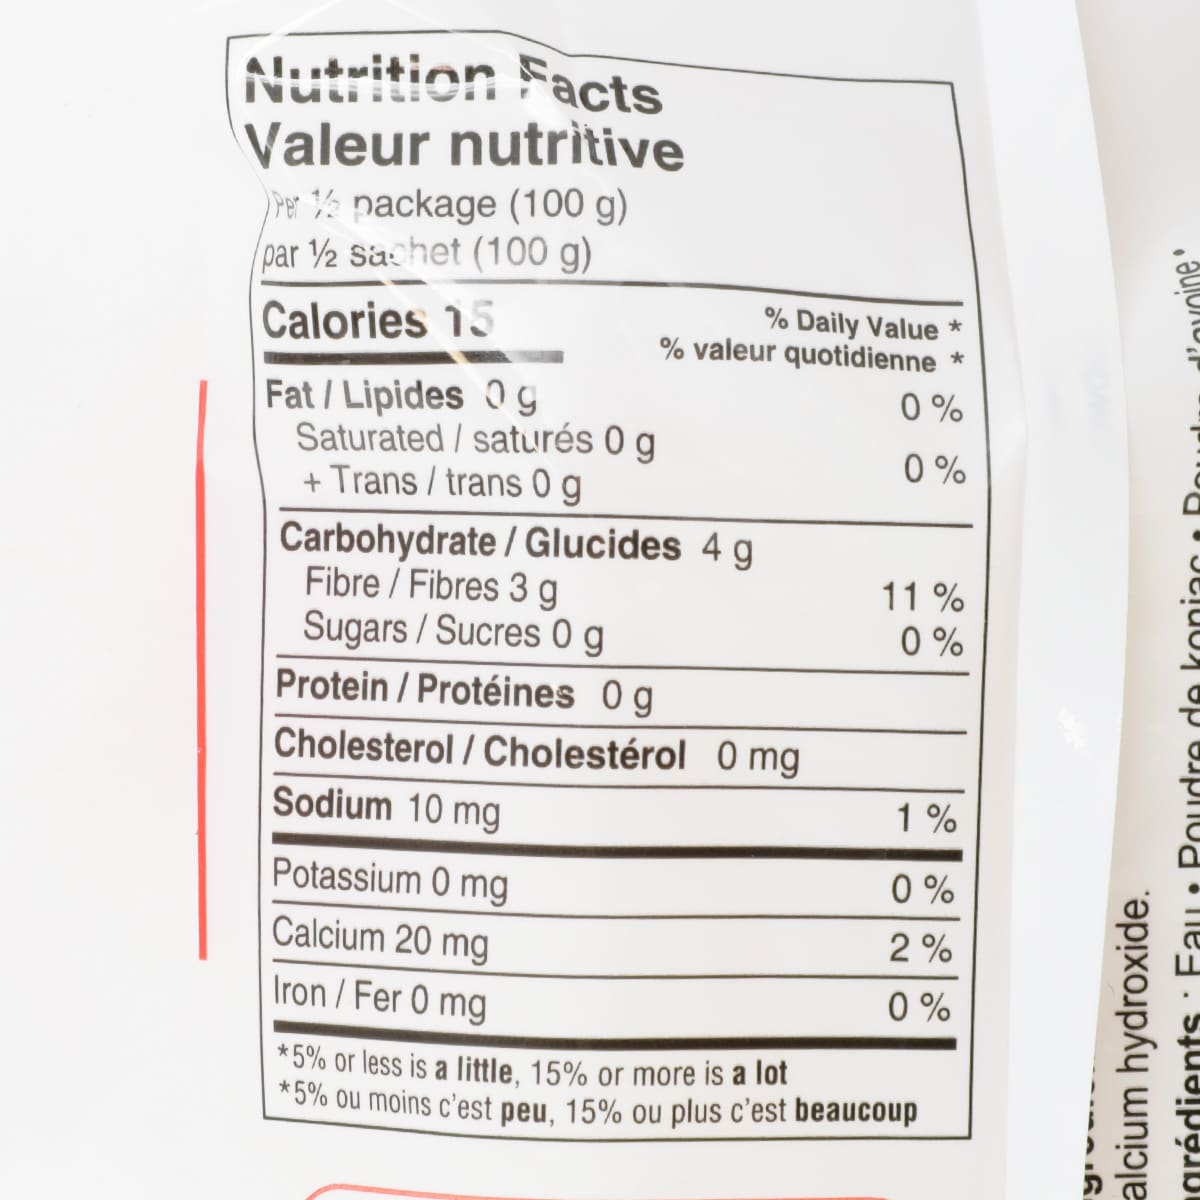 Nutrition Facts
Valeur nutritive
Per ½ package (100 g)
par ½ sachet (100 g)
Calories 15
% Daily Value *
% valeur quotidienne *
Fat / Lipides 0 g 0 %
Saturated / saturés 0 g
+ Trans / trans 0 g 0 %
Carbohydrate / Glucides 4 g
Fibre / Fibres 3 g 11 %
Sugars / Sucres 0 g 0 %
Protein / Protéines 0 g
Cholesterol / Cholestérol 0 mg
Sodium 10 mg 1 %
Potassium 0 mg 0 %
Calcium 20 mg 2 %
Iron / Fer 0 mg 0 %
*5% or less is a little, 15% or more is a lot
*5% ou moins c'est peu, 15% ou plus c'est beaucoup
alcium hydroxide.
grédients : Eau • Poudre de konjac • Poudre d'avoine •